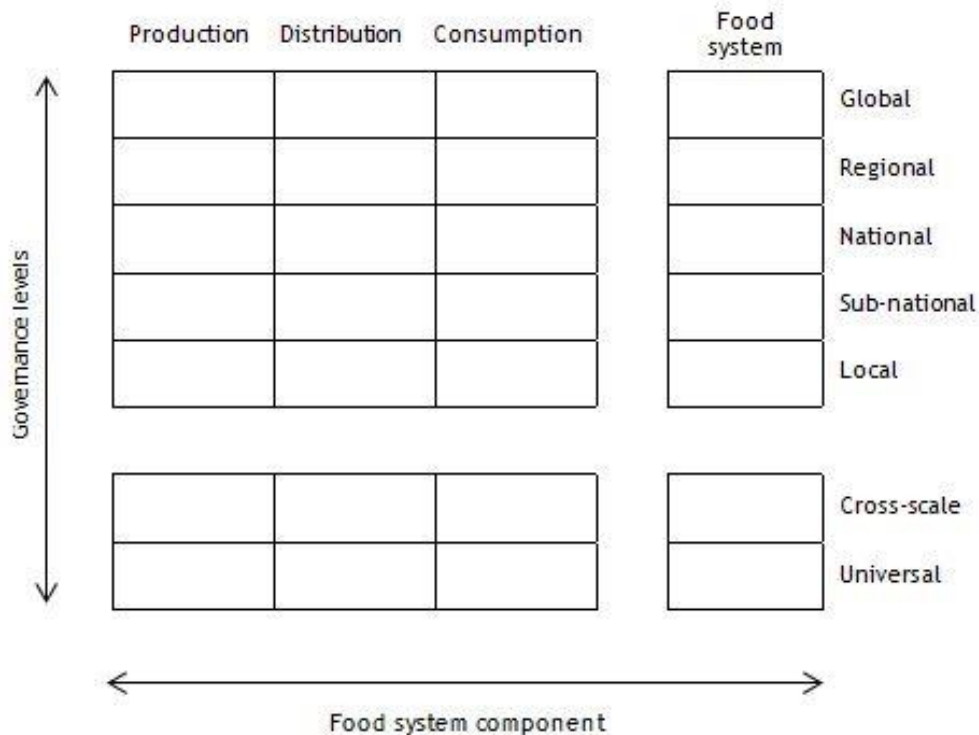 Production Distribution Consumption Food
system
Global
Regional
National
Sub-national
Local
Governance levels
Cross-scale
Universal
Food system component